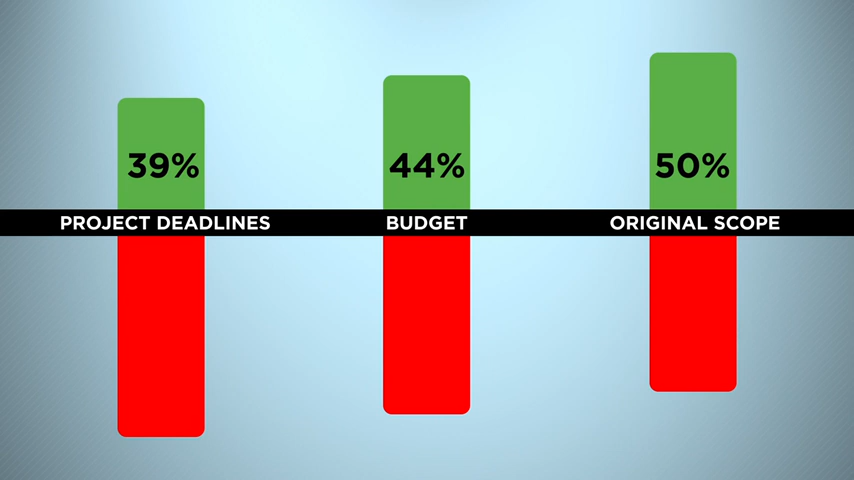 39%
44%
50%
PROJECT DEADLINES
BUDGET
ORIGINAL SCOPE